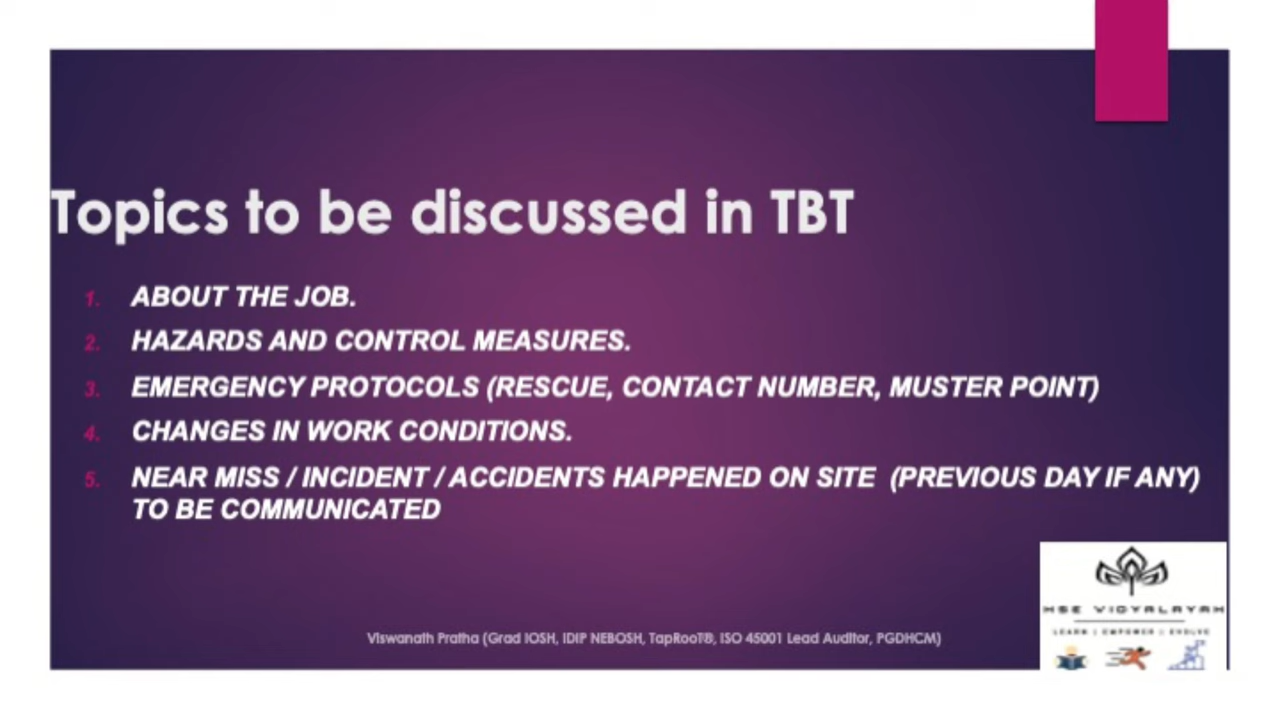 Topics to be discussed in TBT
1. ABOUT THE JOB.
2. HAZARDS AND CONTROL MEASURES.
3. EMERGENCY PROTOCOLS (RESCUE, CONTACT NUMBER, MUSTER POINT)
4. CHANGES IN WORK CONDITIONS.
5. NEAR MISS / INCIDENT / ACCIDENTS HAPPENED ON SITE (PREVIOUS DAY IF ANY)
TO BE COMMUNICATED
Viswanath Pratha (Grad IOSH, IDIP NEBOSH, TapRooT®, ISO 45001 Lead Auditor, PGDHCM)
HSE VIDYALAYAH
LEARN | EMPOWER | EVOLVE